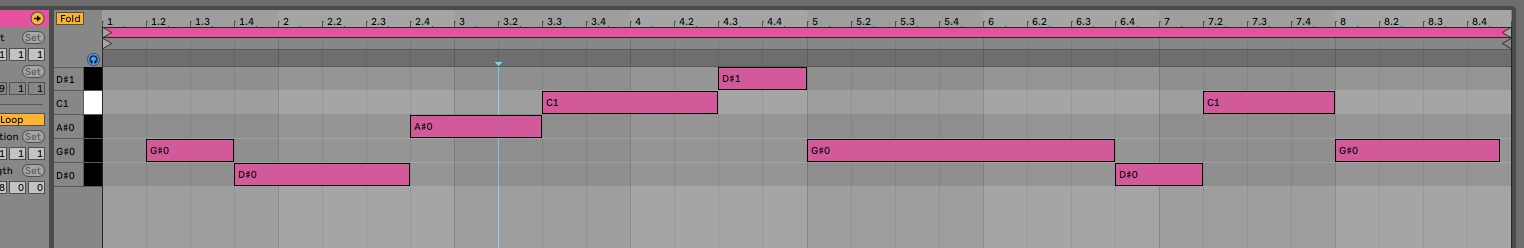 Fold
1 1.2 1.3 1.4 2 2.2 2.3 2.4 3 3.2 3.3 3.4 4 4.2 4.3 4.4 5 5.2 5.3 5.4 6 6.2 6.3 6.4 7 7.2 7.3 7.4 8 8.2 8.3 8.4
t Set
1 1 1
Set
9 1 1
Loop
tion Set
1 1 1
gth Set
8 0 0
D♯1 D♯1
C1 C1 C1
A♯0 A♯0
G♯0 G♯0 G♯0 G♯0
D♯0 D♯0 D♯0